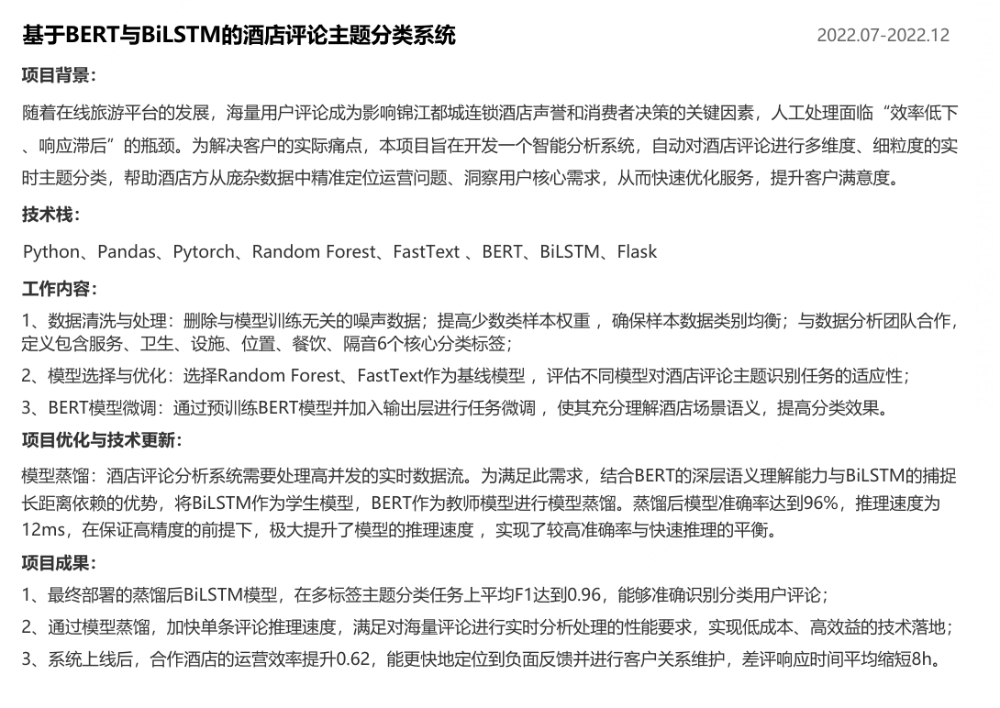 基于BERT与BiLSTM的酒店评论主题分类系统 2022.07-2022.12
项目背景：
随着在线旅游平台的发展，海量用户评论成为影响锦江都城连锁酒店声誉和消费者决策的关键因素，人工处理面临“效率低下
、响应滞后”的瓶颈。为解决客户的实际痛点，本项目旨在开发一个智能分析系统，自动对酒店评论进行多维度、细粒度的实
时主题分类，帮助酒店方从庞杂数据中精准定位运营问题、洞察用户核心需求，从而快速优化服务，提升客户满意度。
技术栈：
Python、Pandas、Pytorch、Random Forest、FastText 、BERT、BiLSTM、Flask
工作内容：
1、数据清洗与处理：删除与模型训练无关的噪声数据；提高少数类样本权重 ，确保样本数据类别均衡；与数据分析团队合作，
定义包含服务、卫生、设施、位置、餐饮、隔音6个核心分类标签；
2、模型选择与优化：选择Random Forest、FastText作为基线模型 ，评估不同模型对酒店评论主题识别任务的适应性；
3、BERT模型微调：通过预训练BERT模型并加入输出层进行任务微调 ，使其充分理解酒店场景语义，提高分类效果。
项目优化与技术更新：
模型蒸馏：酒店评论分析系统需要处理高并发的实时数据流。为满足此需求，结合BERT的深层语义理解能力与BiLSTM的捕捉
长距离依赖的优势，将BiLSTM作为学生模型，BERT作为教师模型进行模型蒸馏。蒸馏后模型准确率达到96%，推理速度为
12ms，在保证高精度的前提下，极大提升了模型的推理速度 ，实现了较高准确率与快速推理的平衡。
项目成果：
1、最终部署的蒸馏后BiLSTM模型，在多标签主题分类任务上平均F1达到0.96，能够准确识别分类用户评论；
2、通过模型蒸馏，加快单条评论推理速度，满足对海量评论进行实时分析处理的性能要求，实现低成本、高效益的技术落地；
3、系统上线后，合作酒店的运营效率提升0.62，能更快地定位到负面反馈并进行客户关系维护，差评响应时间平均缩短8h。